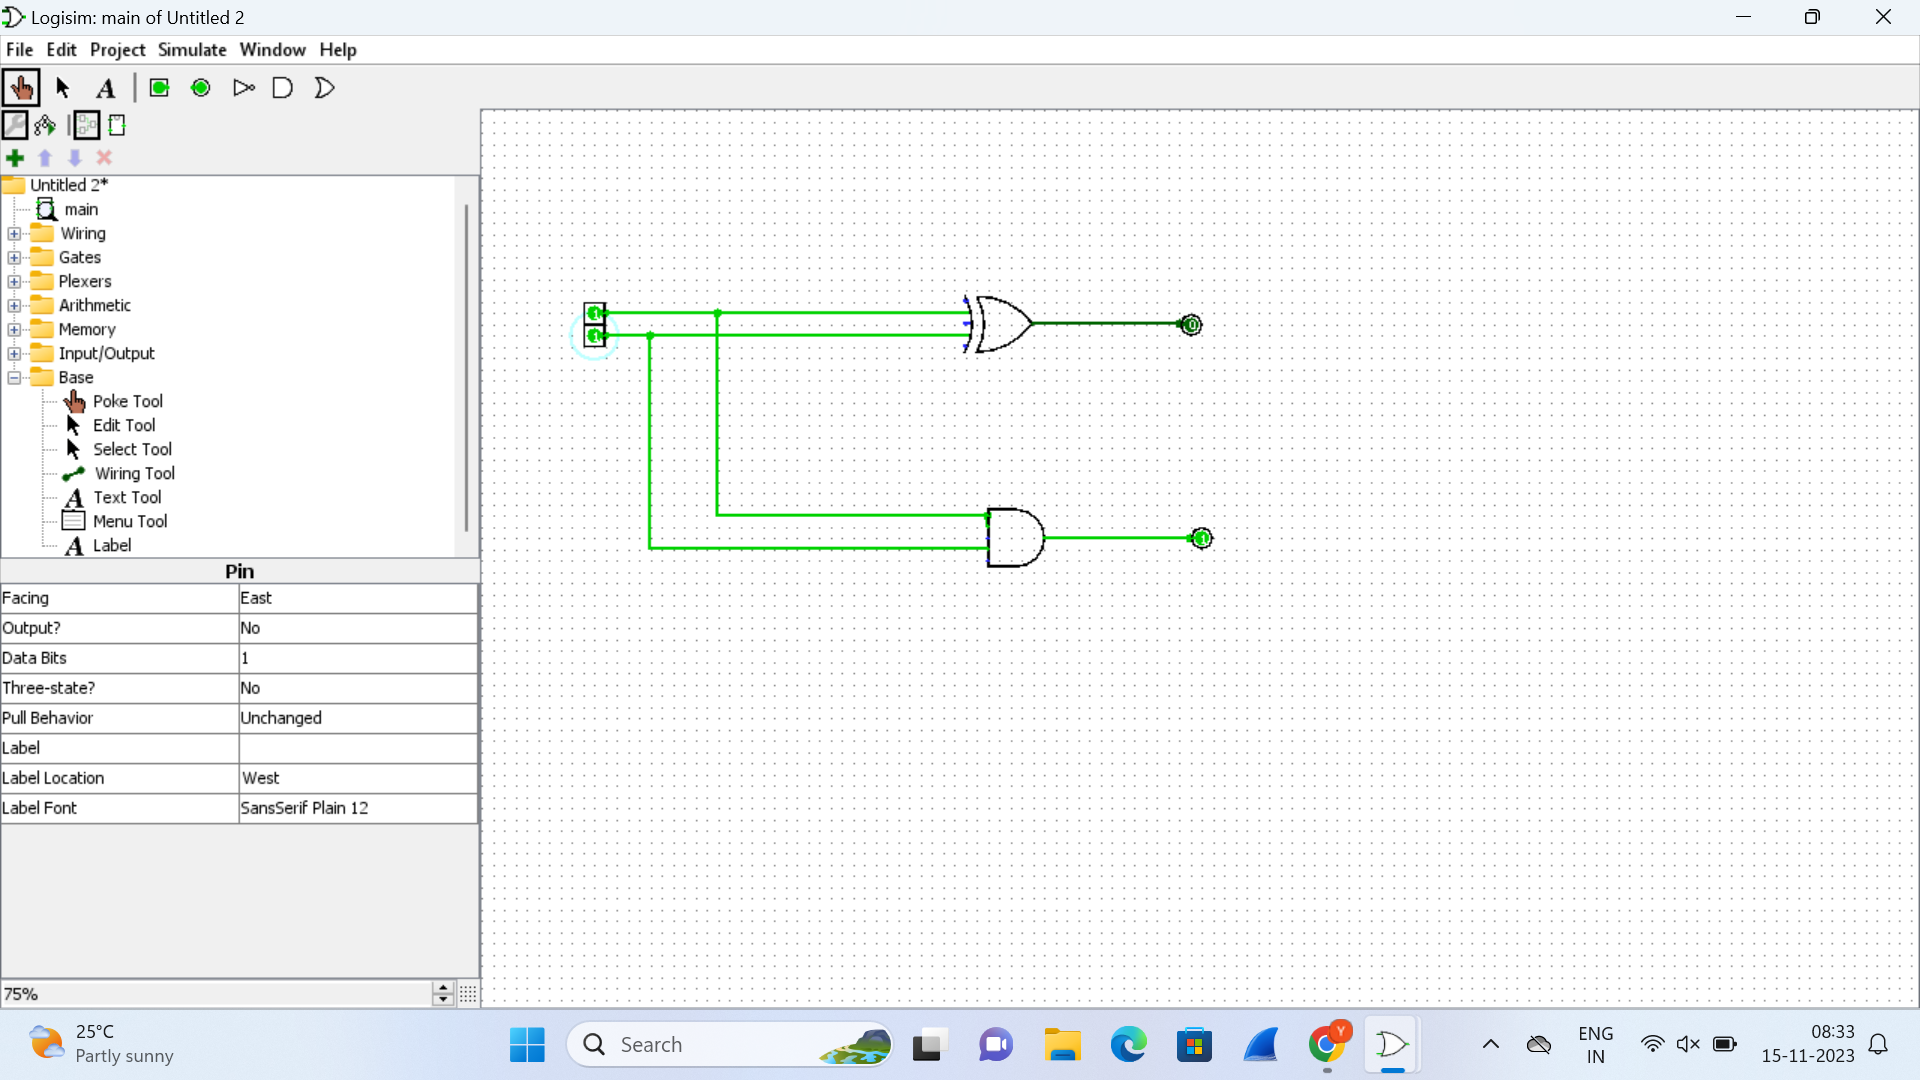 Logisim: main of Untitled 2
File Edit Project Simulate Window Help
A
Untitled 2*
main
Wiring
Gates
Plexers
Arithmetic
Memory
Input/Output
Base
Poke Tool
Edit Tool
Select Tool
Wiring Tool
A Text Tool
Menu Tool
A Label
Pin
Facing East
Output? No
Data Bits 1
Three-state? No
Pull Behavior Unchanged
Label
Label Location West
Label Font SansSerif Plain 12
75%
1
1
0
1
25°C
Partly sunny
Search
Y
ENG
IN
08:33
15-11-2023